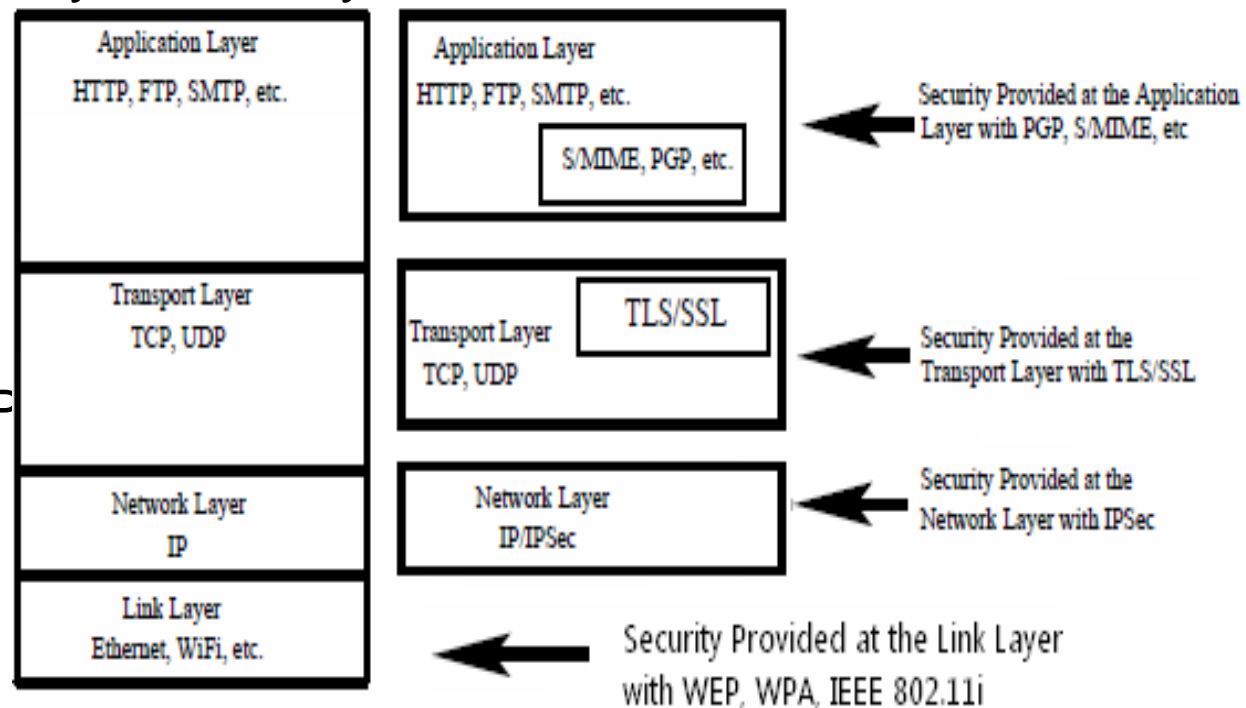 Application Layer
HTTP, FTP, SMTP, etc.
Transport Layer
TCP, UDP
Network Layer
IP
Link Layer
Ethernet, WiFi, etc.
Application Layer
HTTP, FTP, SMTP, etc.
S/MIME, PGP, etc.
TLS/SSL
Transport Layer
TCP, UDP
Network Layer
IP/IPSec
Security Provided at the Application
Layer with PGP, S/MIME, etc
Security Provided at the
Transport Layer with TLS/SSL
Security Provided at the
Network Layer with IPSec
Security Provided at the Link Layer
with WEP, WPA, IEEE 802.11i